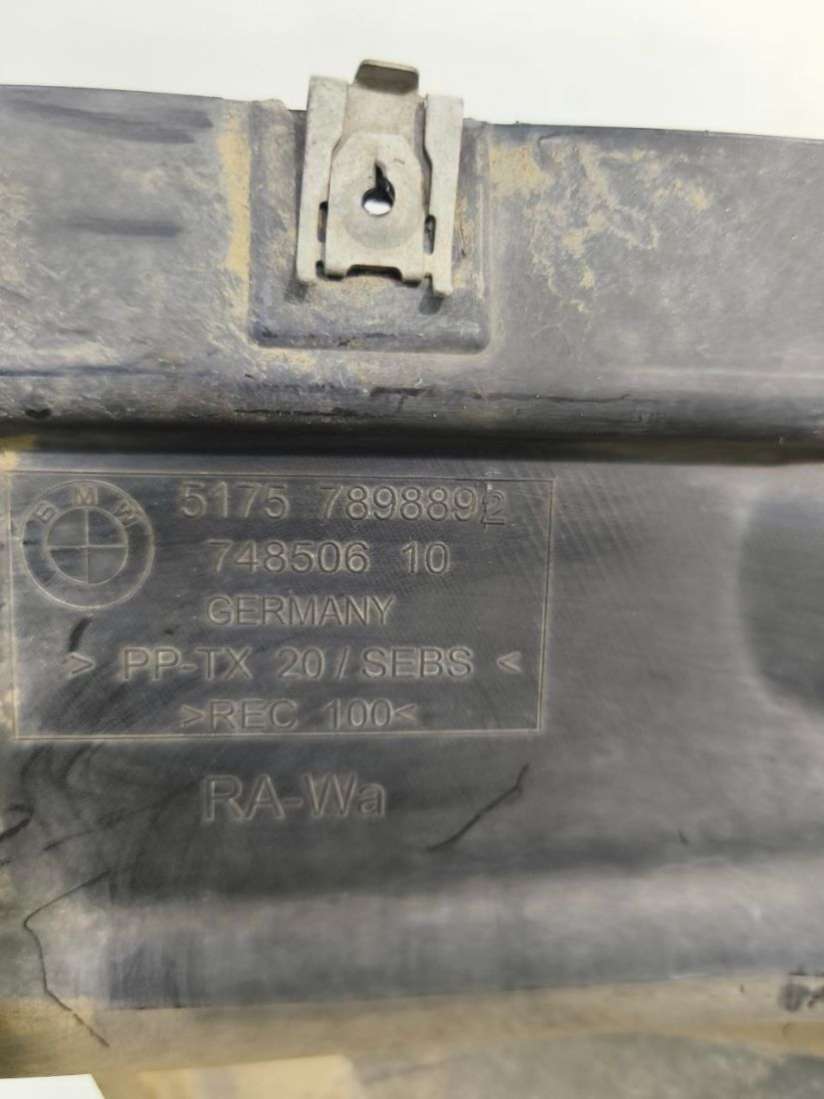 BMW
5175 7898892
748506 10
GERMANY
> PP-TX 20 / SEBS <
>REC 100<
RA-Wa